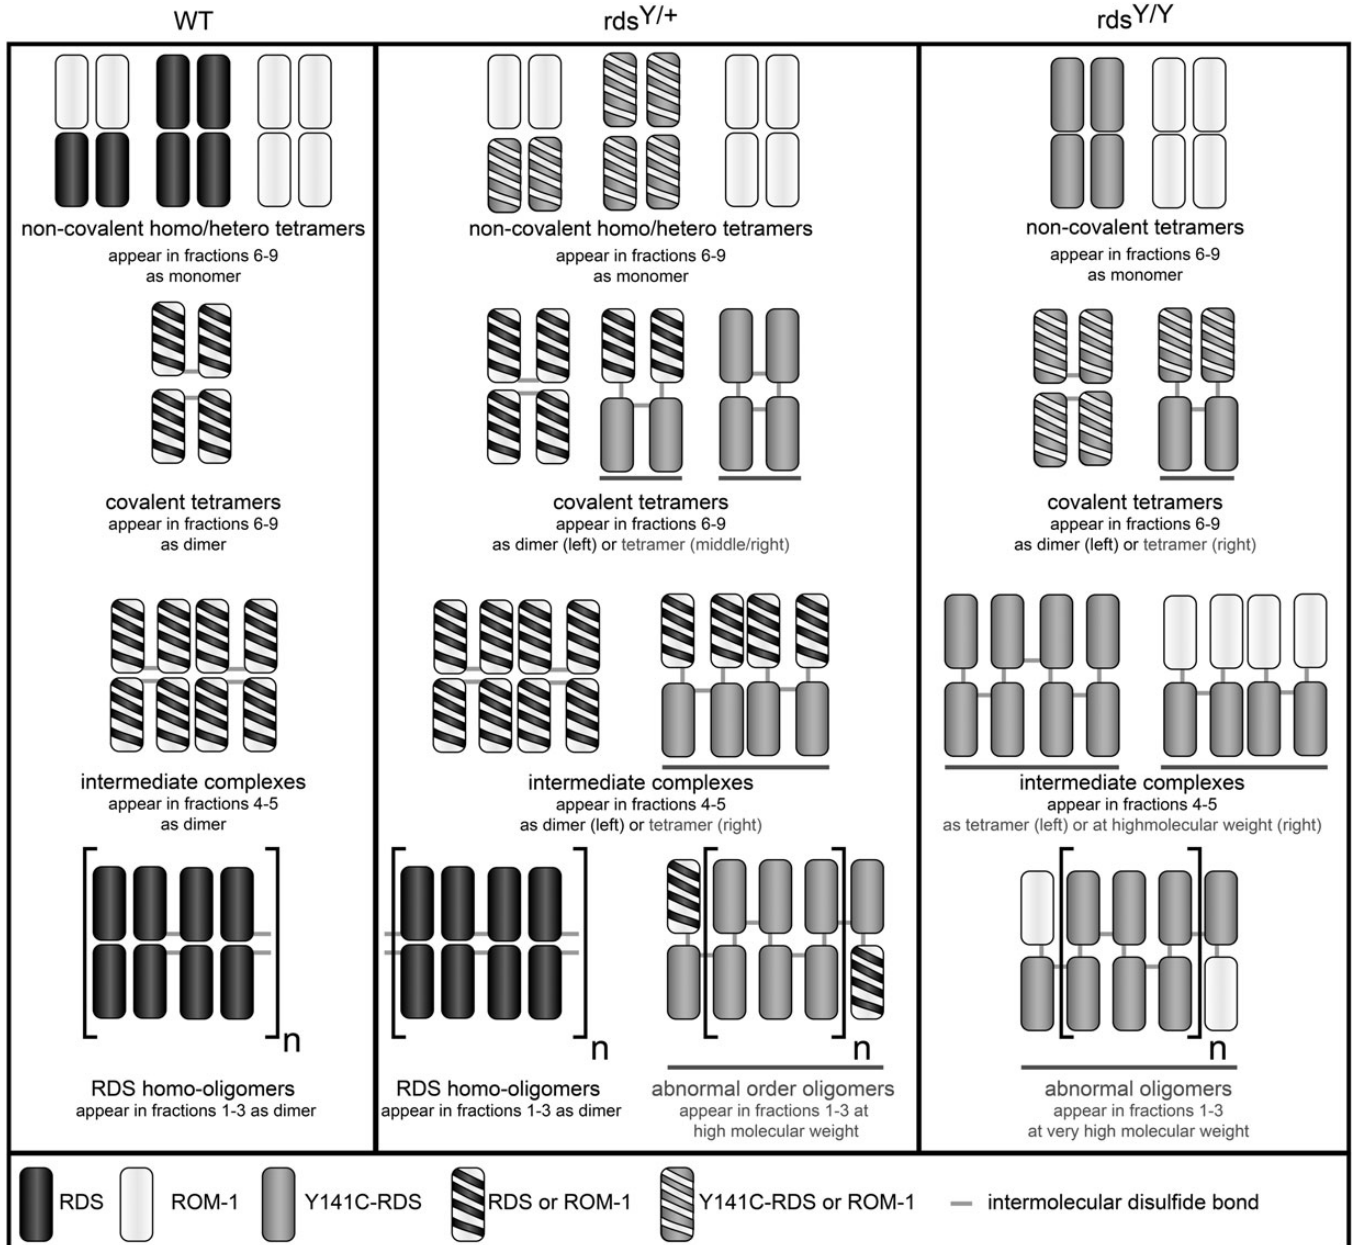 WT
rdsY/+
rdsY/Y
non-covalent homo/hetero tetramers
appear in fractions 6-9
as monomer
non-covalent homo/hetero tetramers
appear in fractions 6-9
as monomer
non-covalent tetramers
appear in fractions 6-9
as monomer
covalent tetramers
appear in fractions 6-9
as dimer
covalent tetramers
appear in fractions 6-9
as dimer (left) or tetramer (middle/right)
covalent tetramers
appear in fractions 6-9
as dimer (left) or tetramer (right)
intermediate complexes
appear in fractions 4-5
as dimer
intermediate complexes
appear in fractions 4-5
as dimer (left) or tetramer (right)
intermediate complexes
appear in fractions 4-5
as tetramer (left) or at highmolecular weight (right)
n
RDS homo-oligomers
appear in fractions 1-3 as dimer
n
RDS homo-oligomers
appear in fractions 1-3 as dimer
n
abnormal order oligomers
appear in fractions 1-3 at
high molecular weight
n
abnormal oligomers
appear in fractions 1-3
at very high molecular weight
RDS
ROM-1
Y141C-RDS
RDS or ROM-1
Y141C-RDS or ROM-1
intermolecular disulfide bond